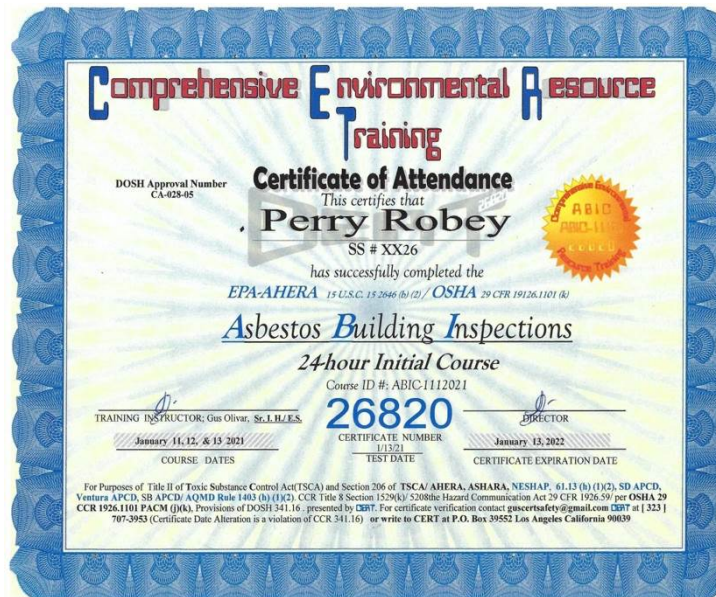 Comprehensive Environmental Resource
Training
DOSH Approval Number
CA-028-05
Certificate of Attendance
This certifies that
Perry Robey
SS # XX26
has successfully completed the
EPA-AHERA 15 U.S.C. 15 2646 (b) (2) / OSHA 29 CFR 19126.1101 (k)
Asbestos Building Inspections
24-hour Initial Course
Course ID #: ABIC-1112021
TRAINING INSTRUCTOR; Gus Olivar, Sr. I. H./ E.S.
26820
DIRECTOR
January 11, 12, & 13 2021
CERTIFICATE NUMBER
January 13, 2022
COURSE DATES
1/13/21
TEST DATE
CERTIFICATE EXPIRATION DATE
For Purposes of Title II of Toxic Substance Control Act(TSCA) and Section 206 of TSCA/ AHERA, ASHARA, NESHAP, 61.13 (h) (1)(2), SD APCD,
Ventura APCD, SB APCD/ AQMD Rule 1403 (h) (1)(2). CCR Title 8 Section 1529(k)/ 5208the Hazard Communication Act 29 CFR 1926.59/ per OSHA 29
CCR 1926.1101 PACM (j)(k), Provisions of DOSH 341.16 . presented by CERT. For certificate verification contact guscertsafety@gmail.com CERT at [ 323 ]
707-3953 (Certificate Date Alteration is a violation of CCR 341.16) or write to CERT at P.O. Box 39552 Los Angeles California 90039
CERT
26821
Comprehensive Environment
ABIC
Resource Training